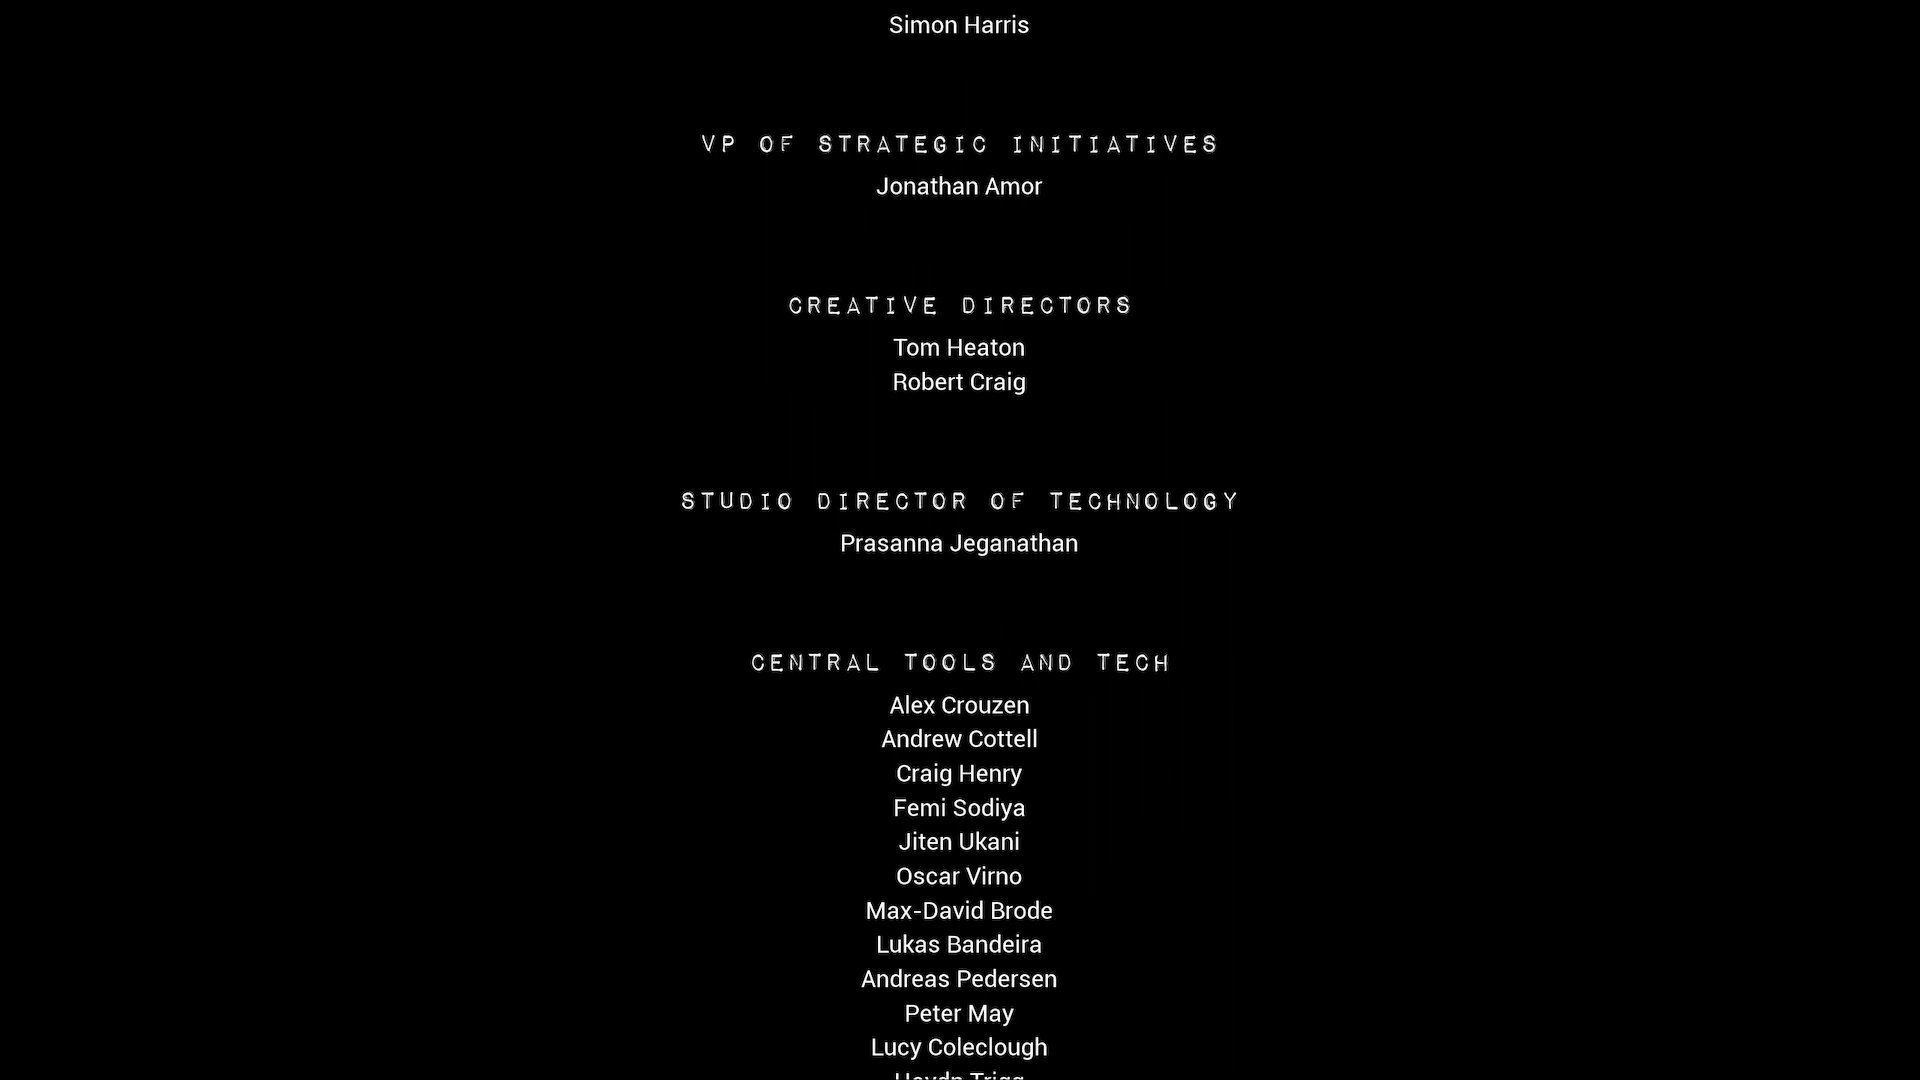 Simon Harris
VP OF STRATEGIC INITIATIVES
Jonathan Amor
CREATIVE DIRECTORS
Tom Heaton
Robert Craig
STUDIO DIRECTOR OF TECHNOLOGY
Prasanna Jeganathan
CENTRAL TOOLS AND TECH
Alex Crouzen
Andrew Cottell
Craig Henry
Femi Sodiya
Jiten Ukani
Oscar Virno
Max-David Brode
Lukas Bandeira
Andreas Pedersen
Peter May
Lucy Coleclough
Haydn Trigg